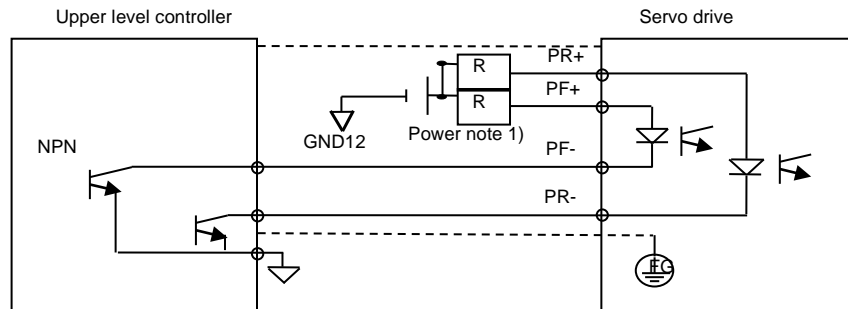 Upper level controller
Servo drive
PR+
R
PF+
R
GND12
Power note 1)
NPN
PF-
PR-
FG